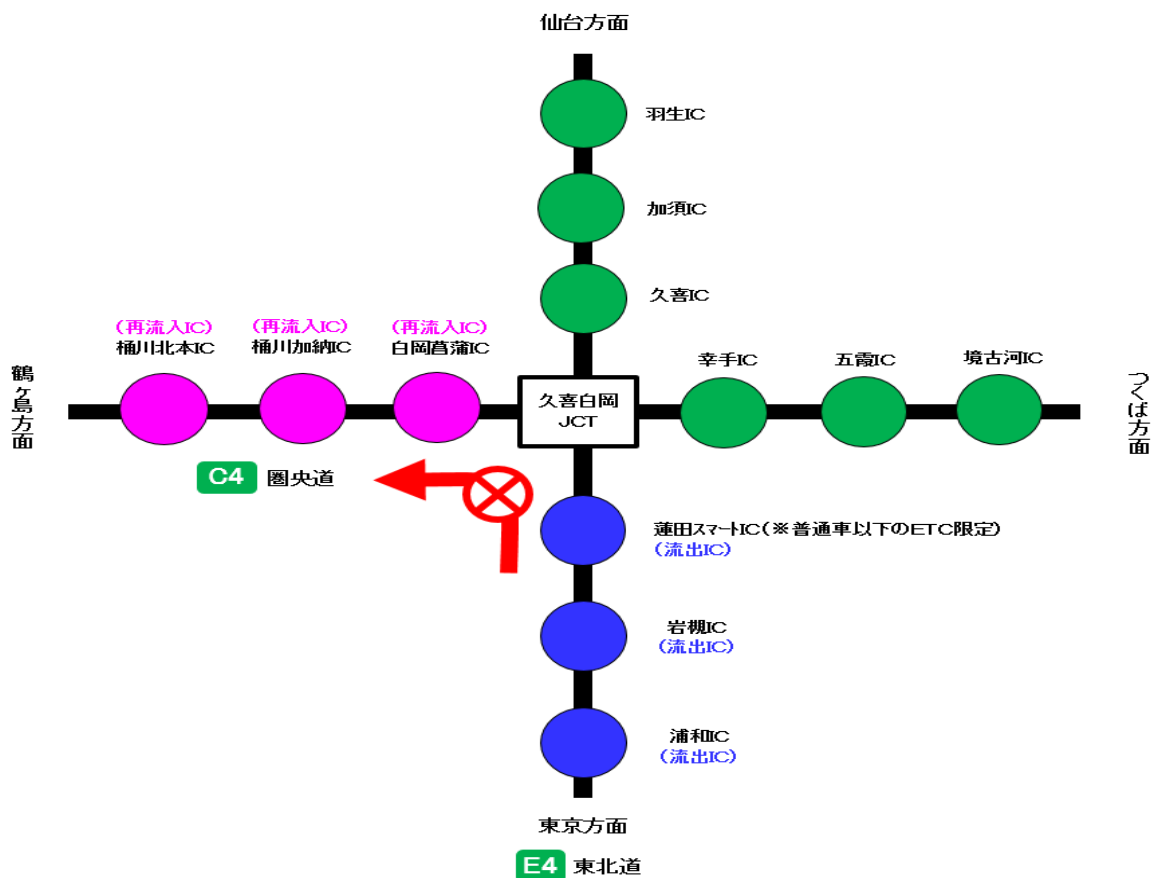 仙台方面
羽生IC
加須IC
久喜IC
(再流入IC)
桶川北本IC
(再流入IC)
桶川加納IC
(再流入IC)
白岡菖蒲IC
幸手IC
五霞IC
境古河IC
鶴ヶ島方面
久喜白岡
JCT
つくば方面
C4 圏央道
蓮田スマートIC(※普通車以下のETC限定)
(流出IC)
岩槻IC
(流出IC)
浦和IC
(流出IC)
東京方面
E4 東北道